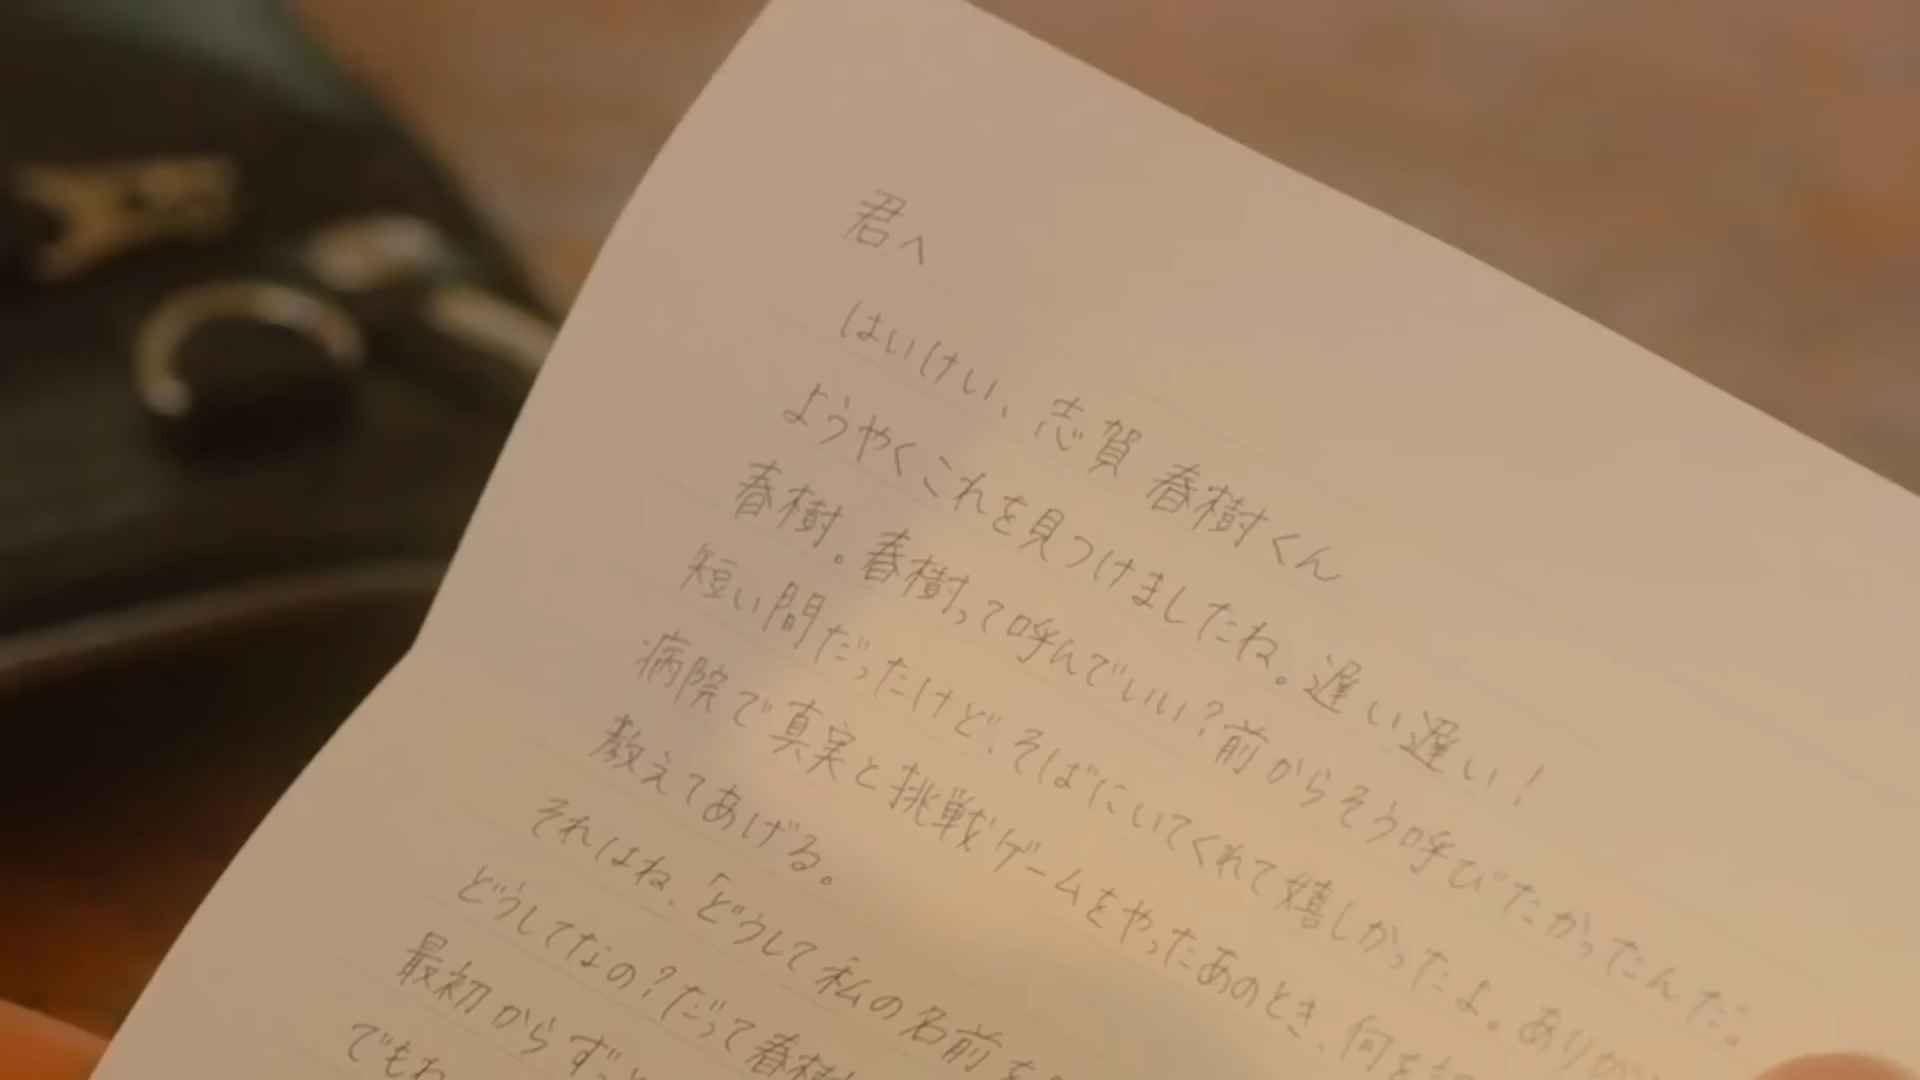 君へ
はいけい、志賀 春樹くん
ようやくこれを見つけましたね。遅い遅い!
春樹。春樹って呼んでいい?前からそう呼びたかったんだ。
短い間だったけど、そばにいてくれて嬉しかったよ。ありが
病院で真実と挑戦ゲームをやったあのとき、何を
教えてあげる。
それはね、「どうして私の名前を
どうしてなの?だって春樹
最初からずっと
でもわ